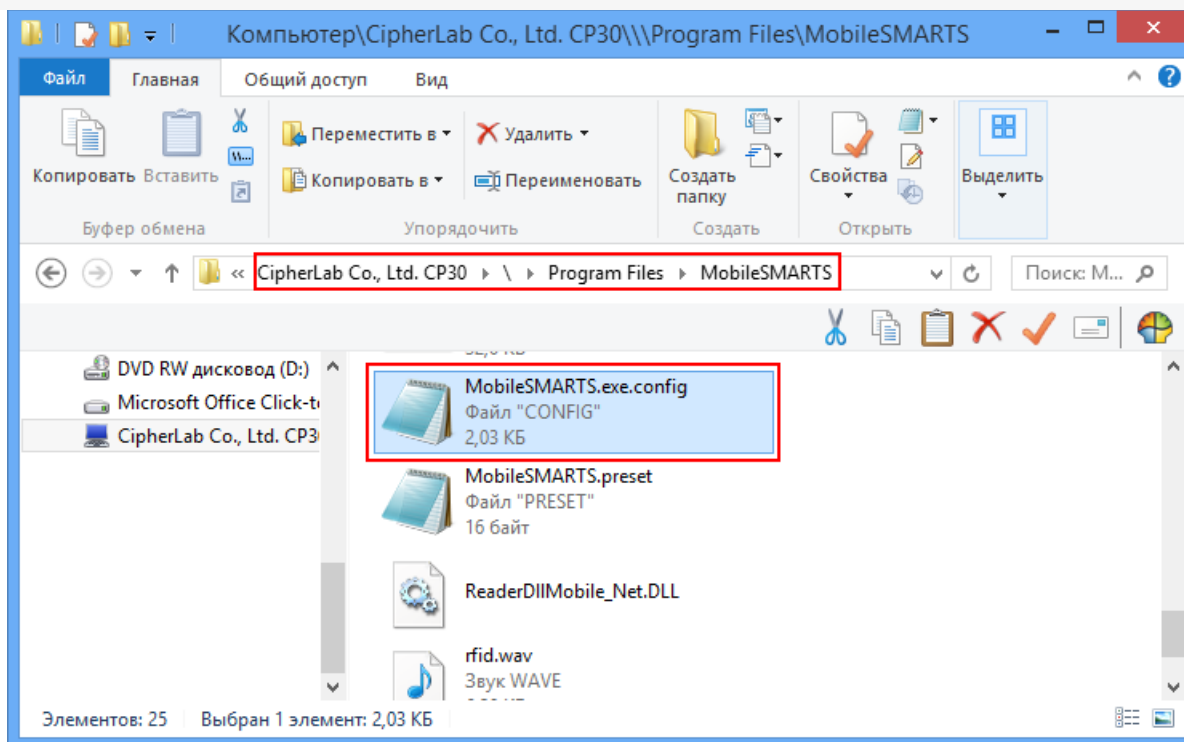 Компьютер\CipherLab Co., Ltd. CP30\\\Program Files\MobileSMARTS
Файл Главная Общий доступ Вид
Копировать Вставить Переместить в Копировать в Удалить Переименовать Создать папку Свойства Выделить
Буфер обмена Упорядочить Создать Открыть
« CipherLab Co., Ltd. CP30 \ Program Files MobileSMARTS Поиск: M...
DVD RW дисковод (D:)
Microsoft Office Click-t
CipherLab Co., Ltd. CP3
MobileSMARTS.exe.config
Файл "CONFIG"
2,03 КБ
MobileSMARTS.preset
Файл "PRESET"
16 байт
ReaderDllMobile_Net.DLL
rfid.wav
Звук WAVE
Элементов: 25 Выбран 1 элемент: 2,03 КБ